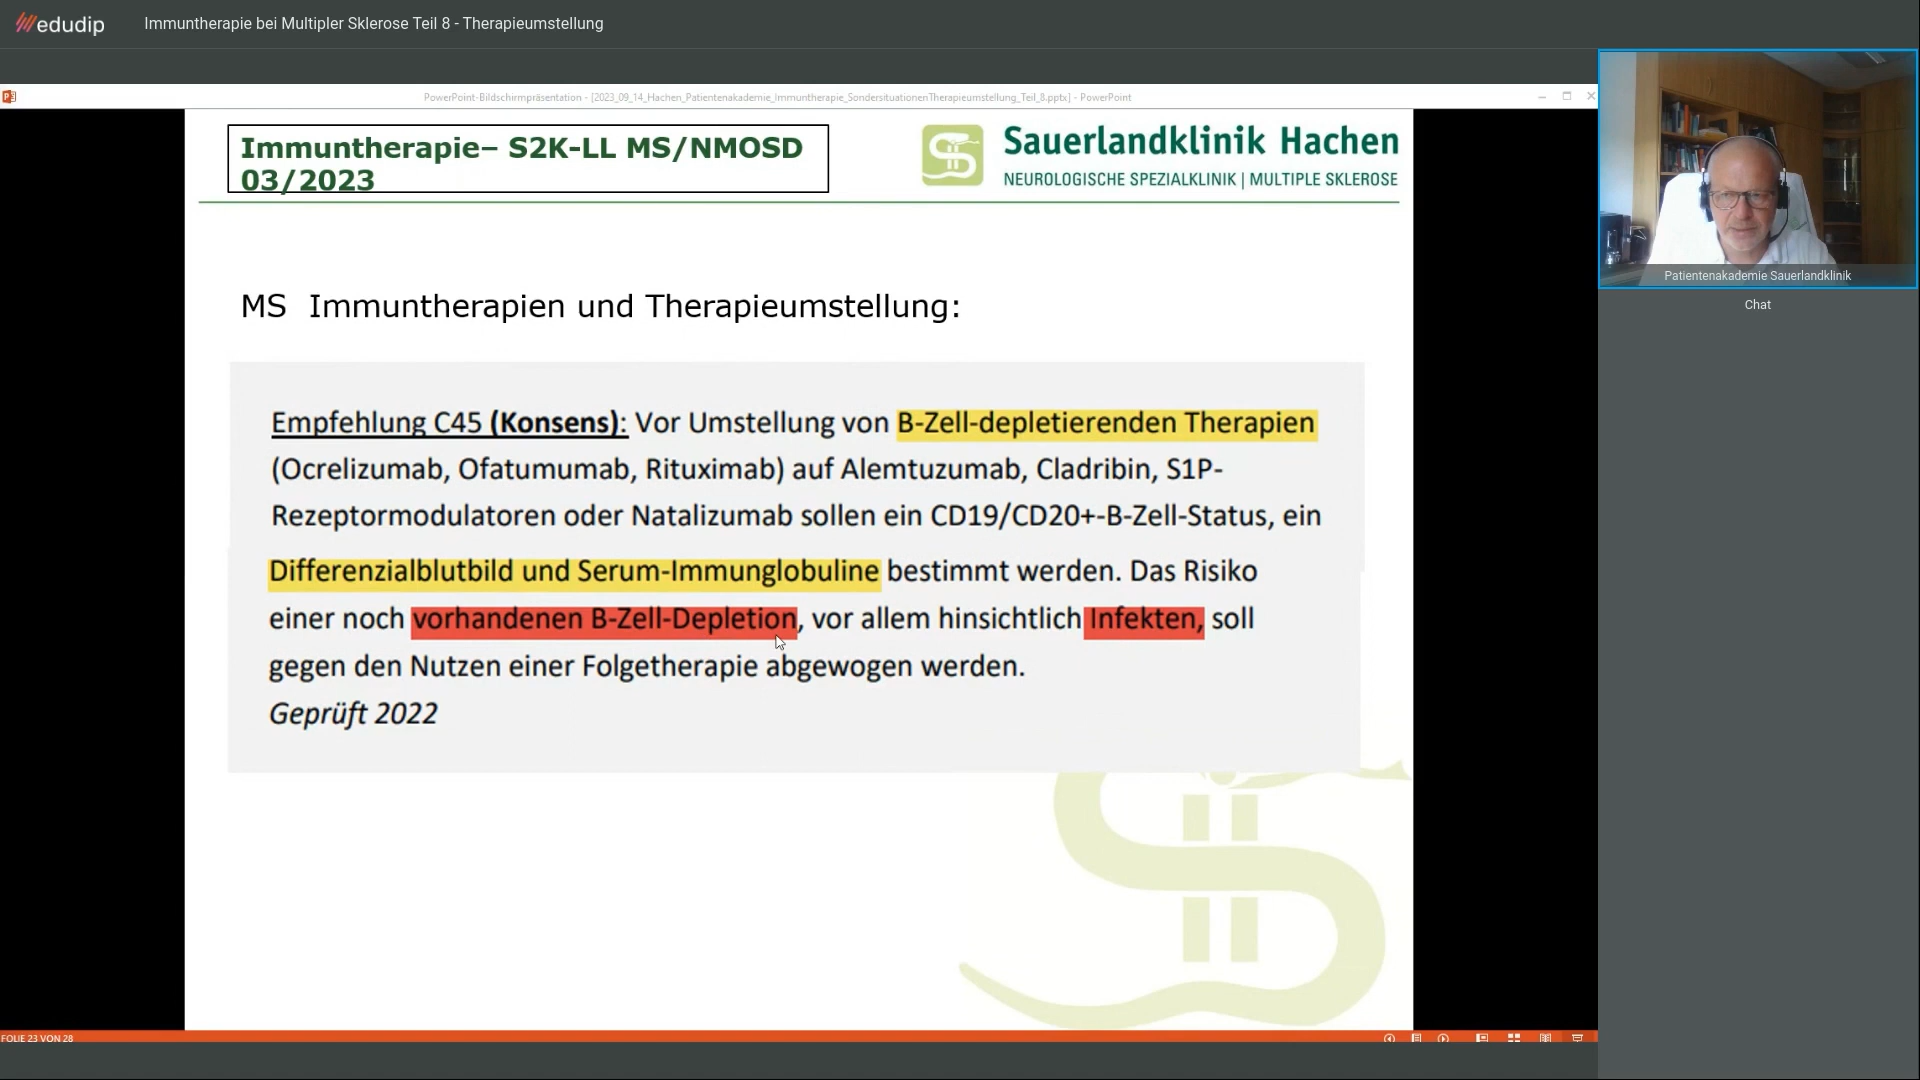 edudip
Immuntherapie bei Multipler Sklerose Teil 8 - Therapieumstellung
PowerPoint-Bildschirmpräsentation - [2023_09_14_Hachen_Patientenakademie_Immuntherapie_SondersituationenTherapieumstellung_Teil_8.pptx] - PowerPoint
Immuntherapie– S2K-LL MS/NMOSD
03/2023
Sauerlandklinik Hachen
NEUROLOGISCHE SPEZIALKLINIK | MULTIPLE SKLEROSE
MS Immuntherapien und Therapieumstellung:
Empfehlung C45 (Konsens): Vor Umstellung von B-Zell-depletierenden Therapien
(Ocrelizumab, Ofatumumab, Rituximab) auf Alemtuzumab, Cladribin, S1P-
Rezeptormodulatoren oder Natalizumab sollen ein CD19/CD20+-B-Zell-Status, ein
Differenzialblutbild und Serum-Immunglobuline bestimmt werden. Das Risiko
einer noch vorhandenen B-Zell-Depletion, vor allem hinsichtlich Infekten, soll
gegen den Nutzen einer Folgetherapie abgewogen werden.
Geprüft 2022
Patientenakademie Sauerlandklinik
Chat
FOLIE 23 VON 28